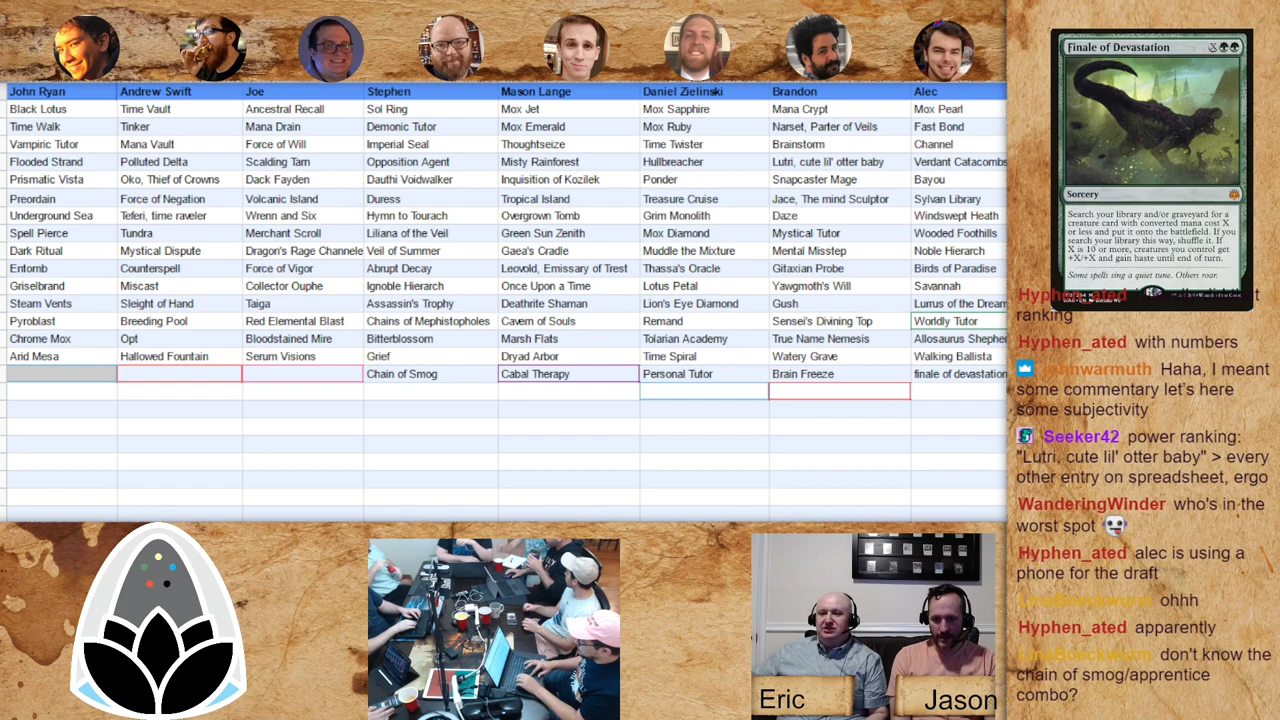 John Ryan Andrew Swift Joe Stephen Mason Lange Daniel Zielinski Brandon Alec
Black Lotus Time Vault Ancestral Recall Sol Ring Mox Jet Mox Sapphire Mana Crypt Mox Pearl
Time Walk Tinker Mana Drain Demonic Tutor Mox Emerald Mox Ruby Narset, Parter of Veils Fast Bond
Vampiric Tutor Mana Vault Force of Will Imperial Seal Thoughtseize Time Twister Brainstorm Channel
Flooded Strand Polluted Delta Scalding Tarn Opposition Agent Misty Rainforest Hullbreacher Lutri, cute lil' otter baby Verdant Catacombs
Prismatic Vista Oko, Thief of Crowns Dack Fayden Dauthi Voidwalker Inquisition of Kozilek Ponder Snapcaster Mage Bayou
Preordain Force of Negation Volcanic Island Duress Tropical Island Treasure Cruise Jace, The mind Sculptor Sylvan Library
Underground Sea Teferi, time raveler Wrenn and Six Hymn to Tourach Overgrown Tomb Grim Monolith Daze Windswept Heath
Spell Pierce Tundra Merchant Scroll Liliana of the Veil Green Sun Zenith Mox Diamond Mystical Tutor Wooded Foothills
Dark Ritual Mystical Dispute Dragon's Rage Channele Veil of Summer Gaea's Cradle Muddle the Mixture Mental Misstep Noble Hierarch
Entomb Counterspell Force of Vigor Abrupt Decay Leovold, Emissary of Trest Thassa's Oracle Gitaxian Probe Birds of Paradise
Griselbrand Miscast Collector Ouphe Ignoble Hierarch Once Upon a Time Lotus Petal Yawgmoth's Will Savannah
Steam Vents Sleight of Hand Taiga Assassin's Trophy Deathrite Shaman Lion's Eye Diamond Gush Lurrus of the Dream
Pyroblast Breeding Pool Red Elemental Blast Chains of Mephistopheles Cavern of Souls Remand Sensei's Divining Top Worldly Tutor
Chrome Mox Opt Bloodstained Mire Bitterblossom Marsh Flats Tolarian Academy True Name Nemesis Allosaurus Shepher
Arid Mesa Hallowed Fountain Serum Visions Grief Dryad Arbor Time Spiral Watery Grave Walking Ballista
Chain of Smog Cabal Therapy Personal Tutor Brain Freeze finale of devastation
Eric
Jason
Finale of Devastation X
Sorcery
Search your library and/or graveyard for a
creature card with converted mana cost X
or less and put it onto the battlefield. If you
search your library this way, shuffle it. If
X is 10 or more, creatures you control get
+X/+X and gain haste until end of turn.
Some spells sing a quiet tune. Others roar.
Hyphen_ated
ranking
Hyphen_ated with numbers
johnwarmuth Haha, I meant
some commentary let's here
some subjectivity
Seeker42 power ranking:
"Lutri, cute lil' otter baby" > every
other entry on spreadsheet, ergo
WanderingWinder who's in the
worst spot
Hyphen_ated alec is using a
phone for the draft
ohhh
Hyphen_ated apparently
don't know the
chain of smog/apprentice
combo?